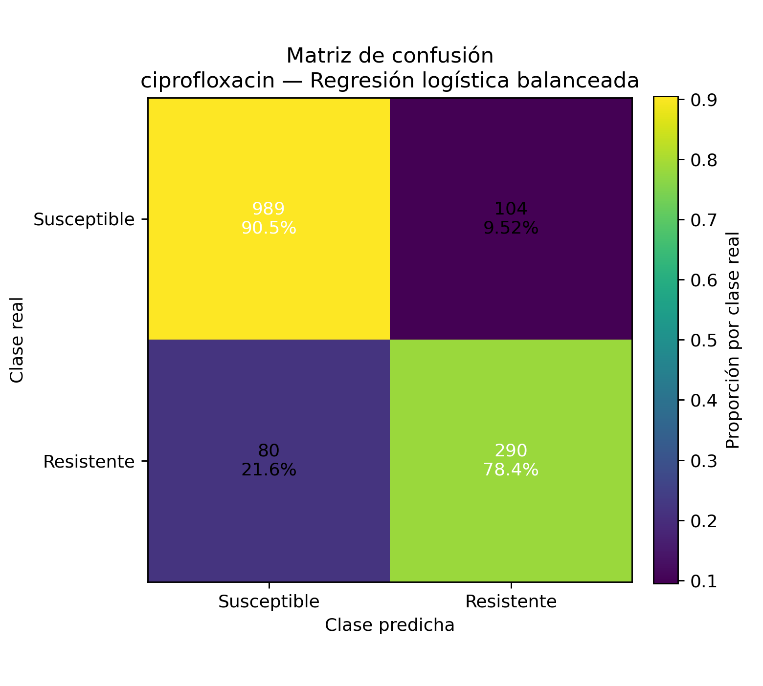 Matriz de confusión
ciprofloxacin — Regresión logística balanceada
Susceptible
989
90.5%
104
9.52%
Resistente
80
21.6%
290
78.4%
Susceptible
Resistente
Clase predicha
Clase real
0.9
0.8
0.7
0.6
0.5
0.4
0.3
0.2
0.1
Proporción por clase real